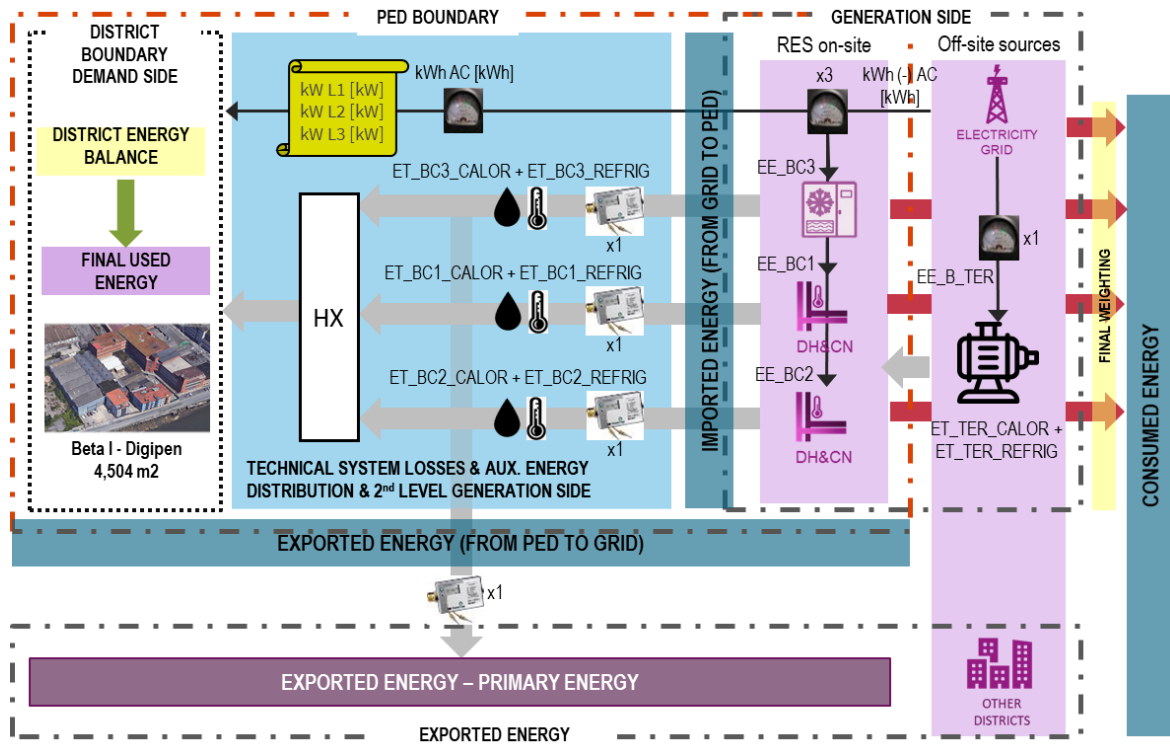 PED BOUNDARY
GENERATION SIDE
DISTRICT
BOUNDARY
DEMAND SIDE
DISTRICT ENERGY
BALANCE
FINAL USED
ENERGY
Beta I - Digipen
4,504 m2
kW L1 [kW]
kW L2 [kW]
kW L3 [kW]
kWh AC [kWh]
ET_BC3_CALOR + ET_BC3_REFRIG
x1
ET_BC1_CALOR + ET_BC1_REFRIG
x1
ET_BC2_CALOR + ET_BC2_REFRIG
x1
HX
TECHNICAL SYSTEM LOSSES & AUX. ENERGY
DISTRIBUTION & 2nd LEVEL GENERATION SIDE
IMPORTED ENERGY (FROM GRID TO PED)
RES on-site
x3
kWh (-) AC
[kWh]
EE_BC3
EE_BC1
DH&CN
EE_BC2
DH&CN
Off-site sources
ELECTRICITY
GRID
x1
EE_B_TER
ET_TER_CALOR +
ET_TER_REFRIG
FINAL WEIGHTING
CONSUMED ENERGY
EXPORTED ENERGY (FROM PED TO GRID)
x1
EXPORTED ENERGY – PRIMARY ENERGY
OTHER
DISTRICTS
EXPORTED ENERGY